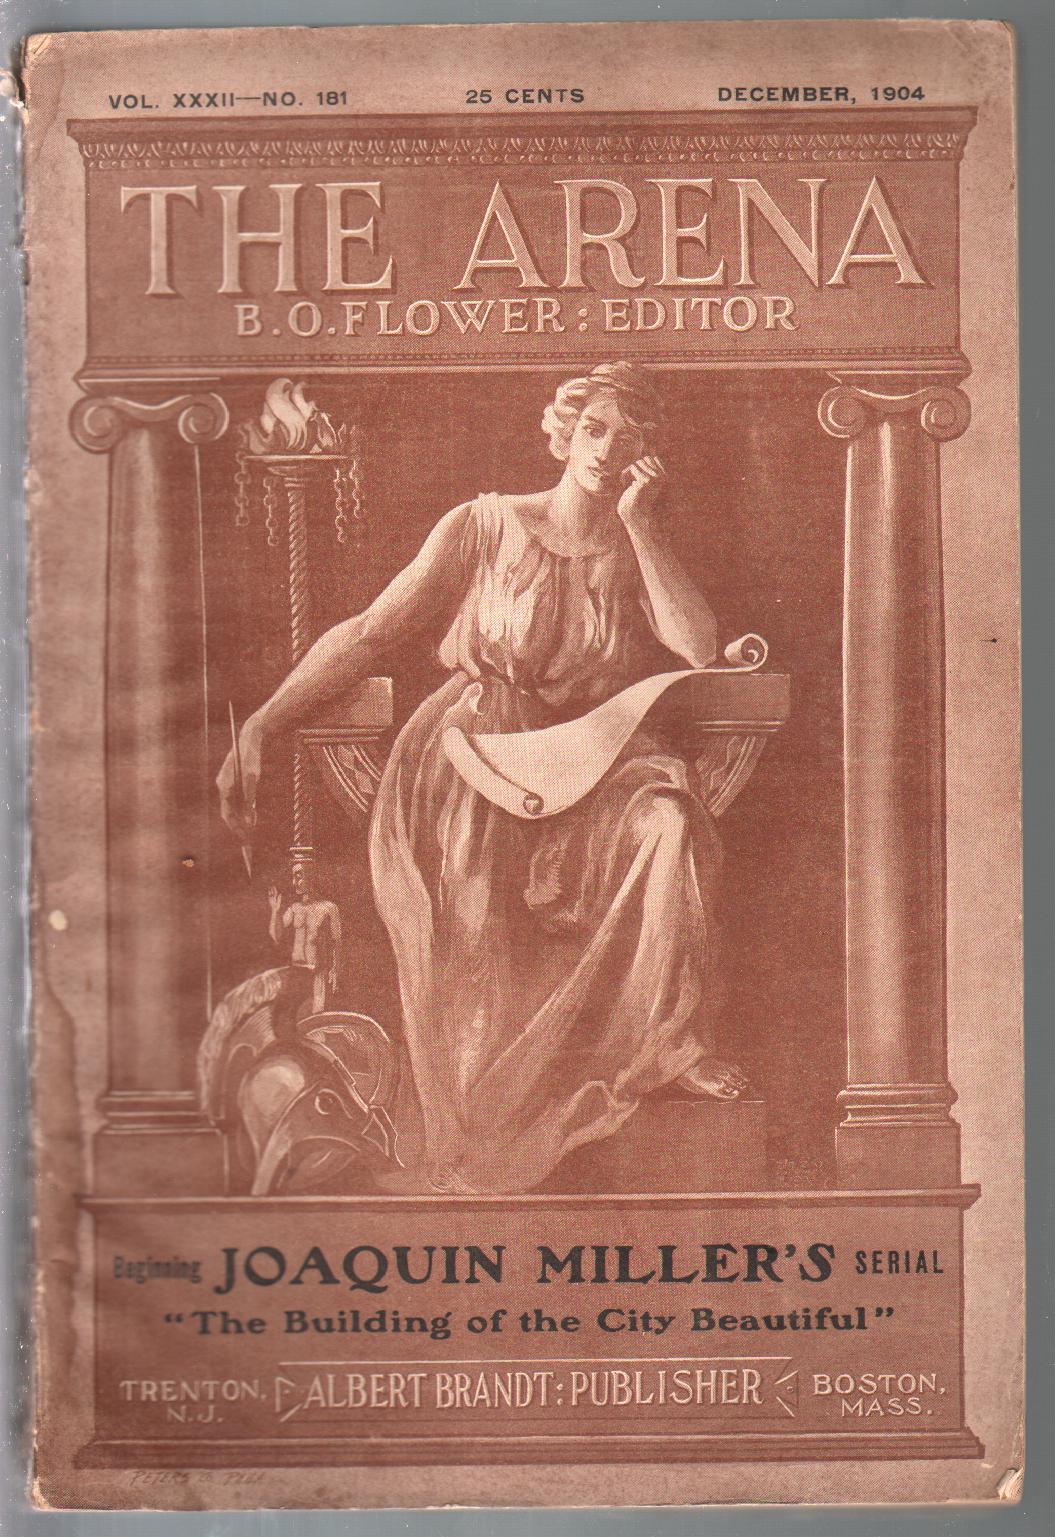 VOL. XXXII—NO. 181 25 CENTS DECEMBER, 1904
THE ARENA
B.O.FLOWER:EDITOR
Beginning JOAQUIN MILLER'S SERIAL
"The Building of the City Beautiful"
TRENTON, N.J. ALBERT BRANDT:PUBLISHER BOSTON, MASS.
PETERS